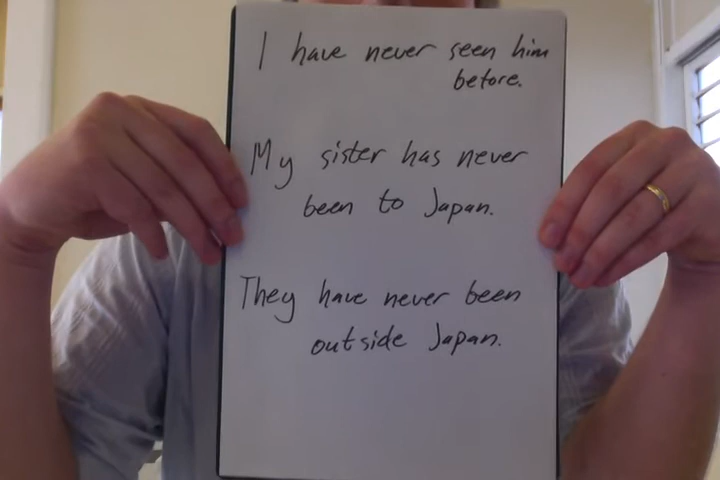 I have never seen him
before.
My sister has never
been to Japan.
They have never been
outside Japan.